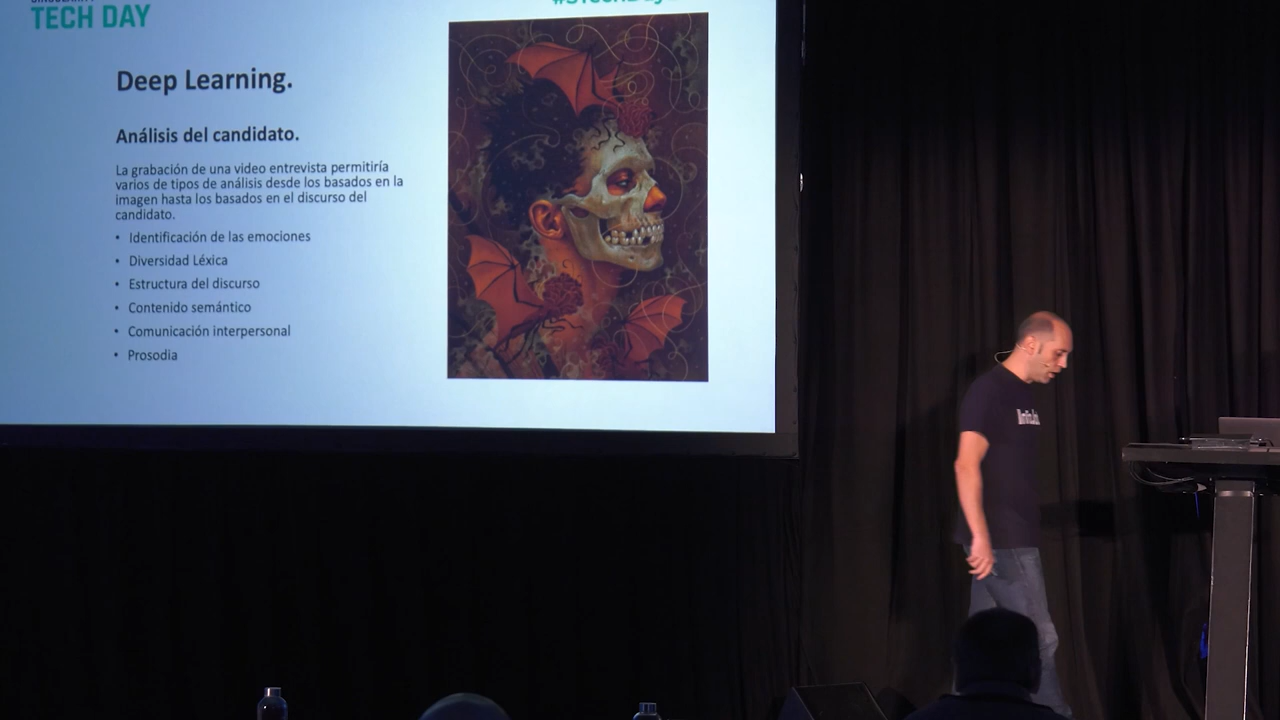 TECH DAY
Deep Learning.
Análisis del candidato.
La grabación de una video entrevista permitiría
varios de tipos de análisis desde los basados en la
imagen hasta los basados en el discurso del
candidato.
• Identificación de las emociones
• Diversidad Léxica
• Estructura del discurso
• Contenido semántico
• Comunicación interpersonal
• Prosodia